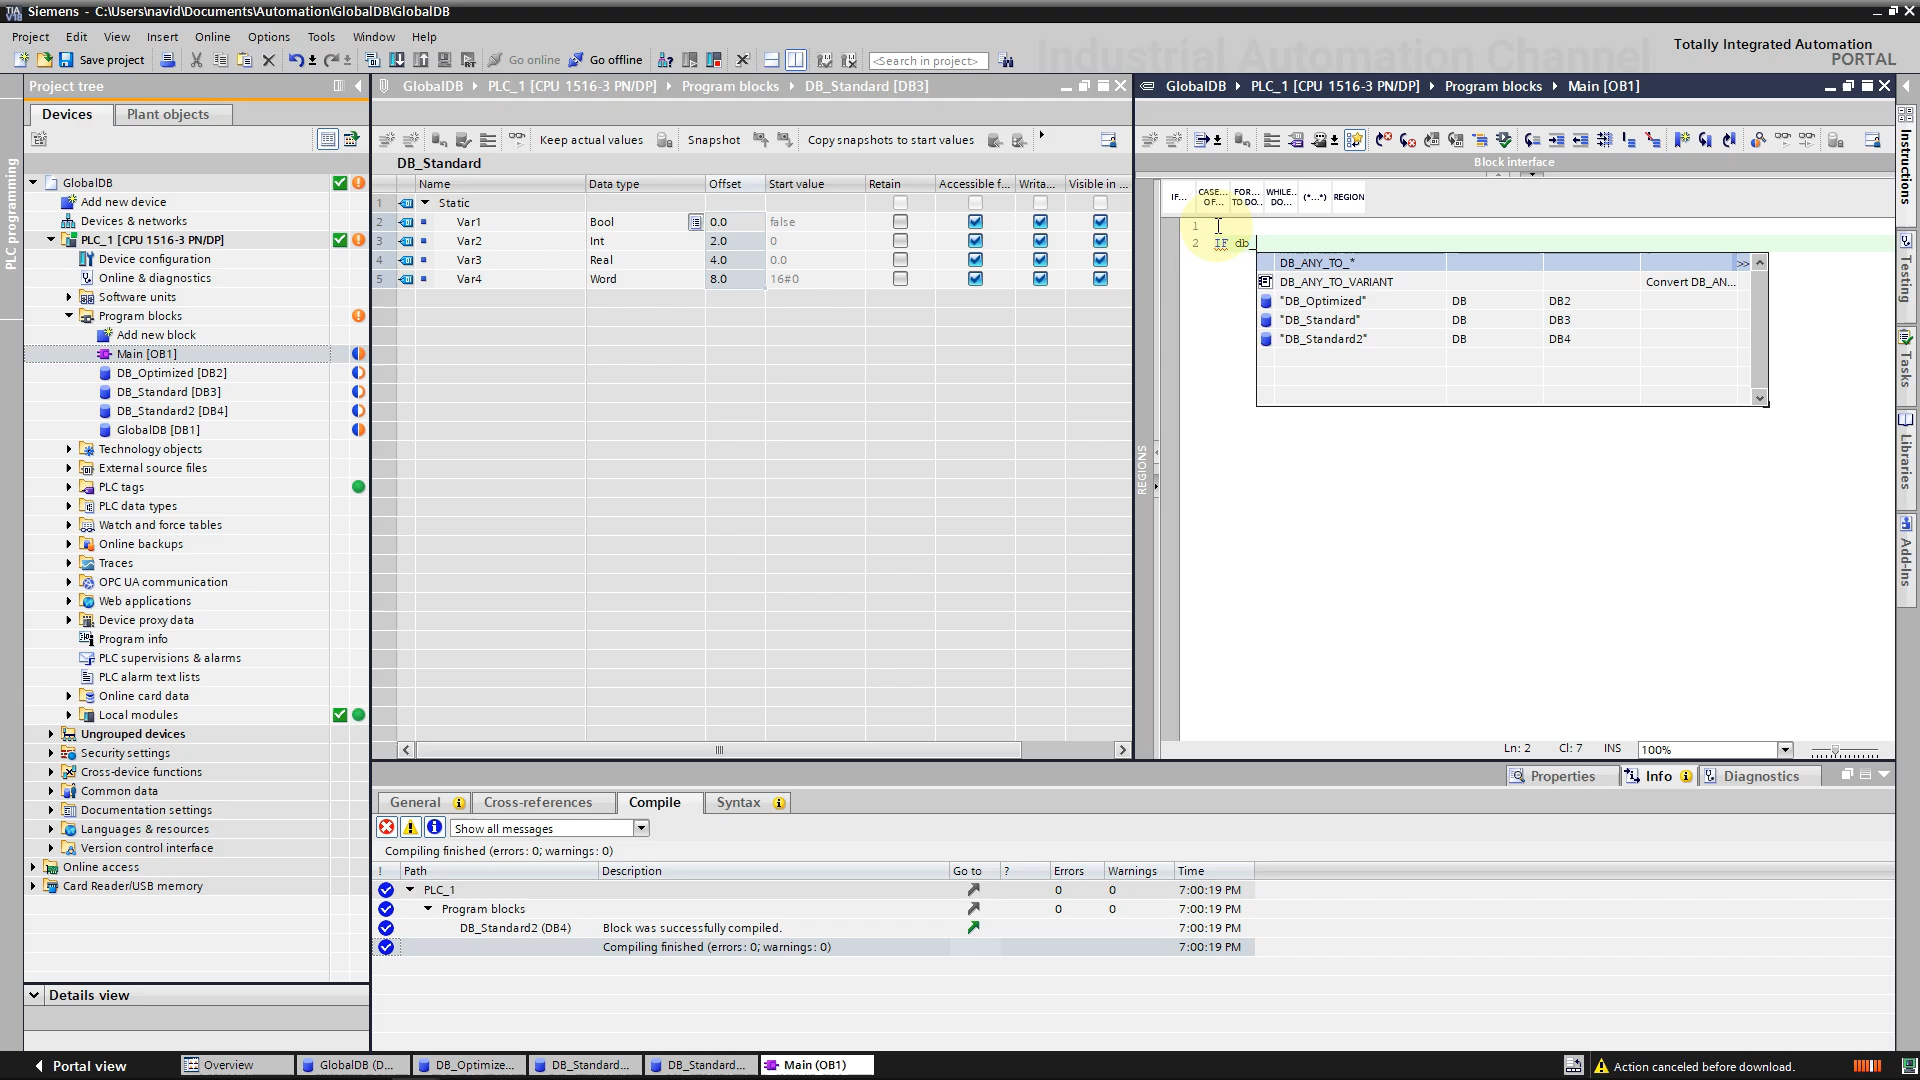 Siemens - C:\Users\navid\Documents\Automation\GlobalDB\GlobalDB
Project Edit View Insert Online Options Tools Window Help
Save project
Go online
Go offline
<Search in project>
Industrial Automation Channel
Totally Integrated Automation
PORTAL
Project tree
Devices
Plant objects
PLC programming
GlobalDB
Add new device
Devices & networks
PLC_1 [CPU 1516-3 PN/DP]
Device configuration
Online & diagnostics
Software units
Program blocks
Add new block
Main [OB1]
DB_Optimized [DB2]
DB_Standard [DB3]
DB_Standard2 [DB4]
GlobalDB [DB1]
Technology objects
External source files
PLC tags
PLC data types
Watch and force tables
Online backups
Traces
OPC UA communication
Web applications
Device proxy data
Program info
PLC supervisions & alarms
PLC alarm text lists
Online card data
Local modules
Ungrouped devices
Security settings
Cross-device functions
Common data
Documentation settings
Languages & resources
Version control interface
Online access
Card Reader/USB memory
Details view
GlobalDB PLC_1 [CPU 1516-3 PN/DP] Program blocks DB_Standard [DB3]
Keep actual values Snapshot Copy snapshots to start values
DB_Standard
Name Data type Offset Start value Retain Accessible f... Writa... Visible in ...
1 Static
2 Var1 Bool 0.0 false
3 Var2 Int 2.0 0
4 Var3 Real 4.0 0.0
5 Var4 Word 8.0 16#0
GlobalDB PLC_1 [CPU 1516-3 PN/DP] Program blocks Main [OB1]
Block interface
IF... CASE... OF... FOR... TO DO.. WHILE.. DO... (*...*) REGION
1
2 IF db_
DB_ANY_TO_* >>
DB_ANY_TO_VARIANT Convert DB_AN...
"DB_Optimized" DB DB2
"DB_Standard" DB DB3
"DB_Standard2" DB DB4
REGIONS
Ln: 2 Cl: 7 INS 100%
Instructions
Testing
Tasks
Libraries
Add-Ins
Properties Info Diagnostics
General Cross-references Compile Syntax
Show all messages
Compiling finished (errors: 0; warnings: 0)
! Path Description Go to ? Errors Warnings Time
PLC_1 0 0 7:00:19 PM
Program blocks 0 0 7:00:19 PM
DB_Standard2 (DB4) Block was successfully compiled. 7:00:19 PM
Compiling finished (errors: 0; warnings: 0) 7:00:19 PM
Portal view Overview GlobalDB (D... DB_Optimize... DB_Standard... DB_Standard... Main (OB1) Action canceled before download.